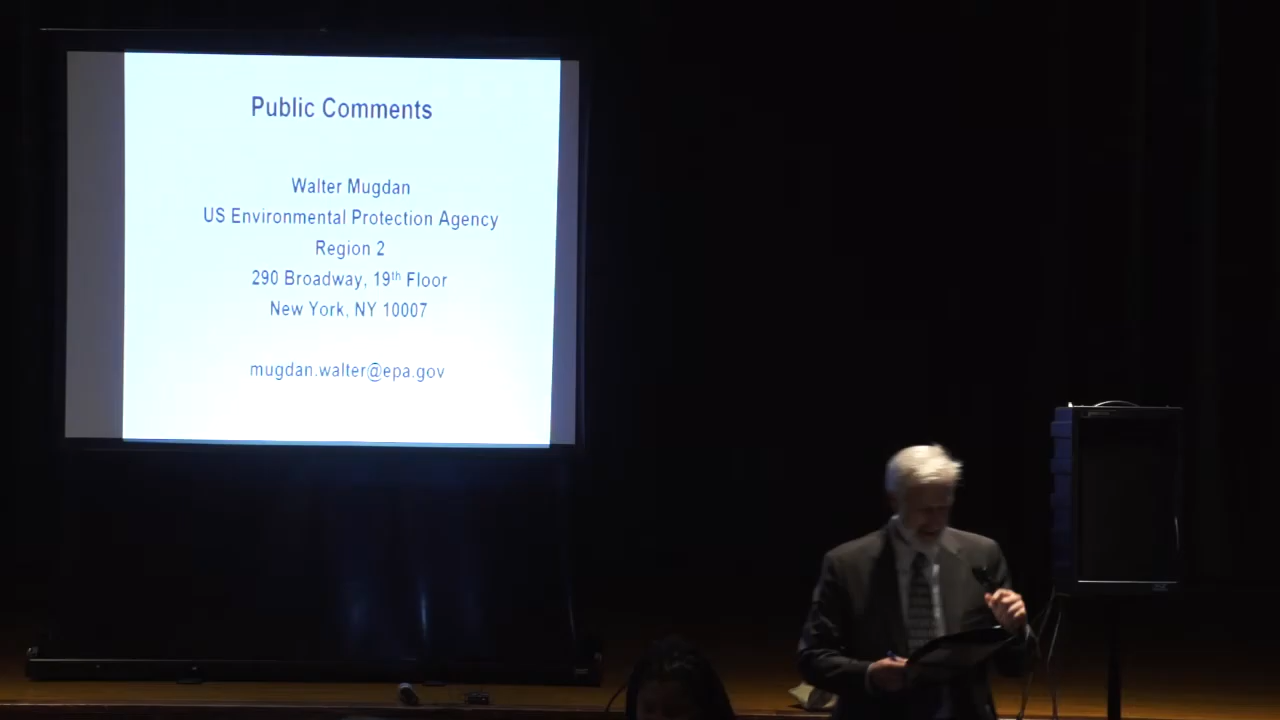 Public Comments
Walter Mugdan
US Environmental Protection Agency
Region 2
290 Broadway, 19th Floor
New York, NY 10007
mugdan.walter@epa.gov